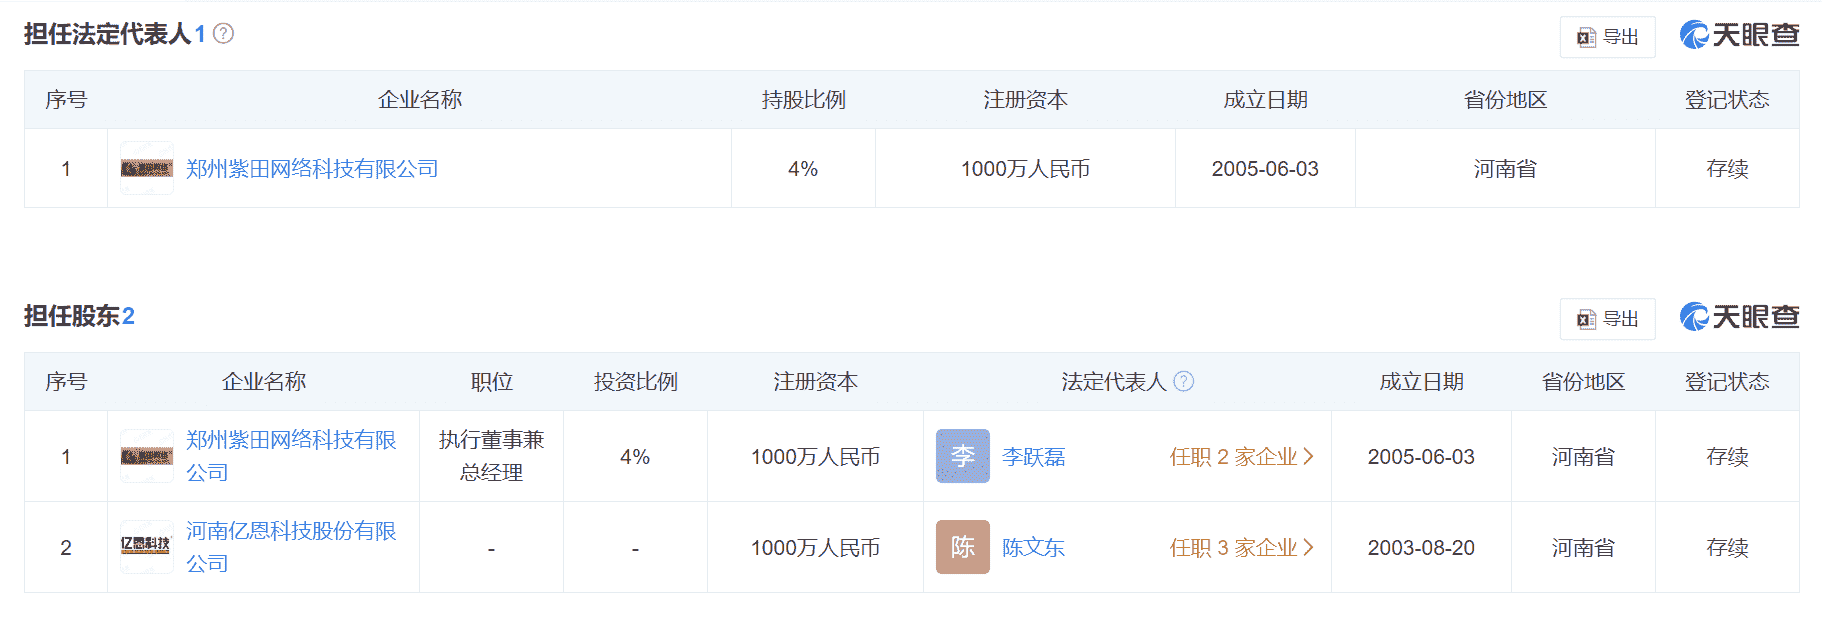 担任法定代表人1
导出
天眼查
序号 企业名称 持股比例 注册资本 成立日期 省份地区 登记状态
1 郑州紫田网络科技有限公司 4% 1000万人民币 2005-06-03 河南省 存续
担任股东2
导出
天眼查
序号 企业名称 职位 投资比例 注册资本 法定代表人 成立日期 省份地区 登记状态
1 郑州紫田网络科技有限
公司
执行董事兼
总经理
4% 1000万人民币 李 李跃磊 任职 2 家企业 2005-06-03 河南省 存续
2 亿恩科技 河南亿恩科技股份有限
公司
- - 1000万人民币 陈 陈文东 任职 3 家企业 2003-08-20 河南省 存续